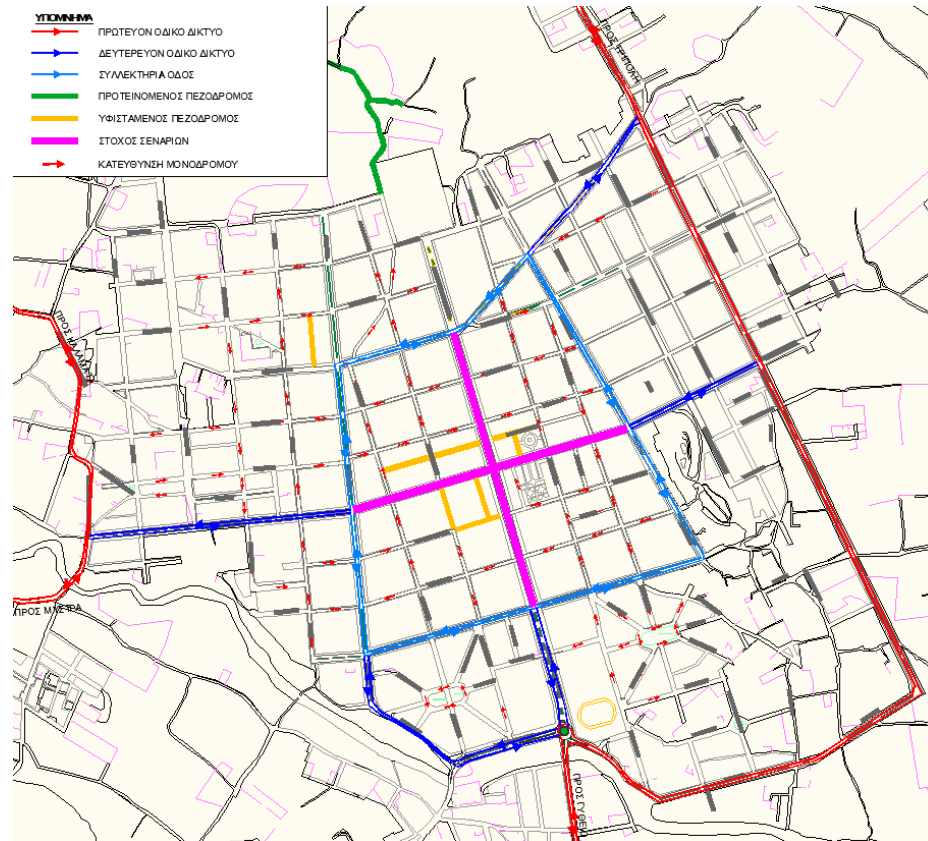 ΥΠΟΜΝΗΜΑ
ΠΡΩΤΕΥΟΝ ΟΔΙΚΟ ΔΙΚΤΥΟ
ΔΕΥΤΕΡΕΥΟΝ ΟΔΙΚΟ ΔΙΚΤΥΟ
ΣΥΛΛΕΚΤΗΡΙΑ ΟΔΟΣ
ΠΡΟΤΕΙΝΟΜΕΝΟΣ ΠΕΖΟΔΡΟΜΟΣ
ΥΦΙΣΤΑΜΕΝΟΣ ΠΕΖΟΔΡΟΜΟΣ
ΣΤΟΧΟΣ ΣΕΝΑΡΙΩΝ
ΚΑΤΕΥΘΥΝΣΗ ΜΟΝΟΔΡΟΜΟΥ
ΠΡΟΣ ΤΡΙΠΟΛΗ
ΠΡΟΣ ΚΑΛΑΜΑΤΑ
ΠΡΟΣ ΜΥΣΤΡΑ
ΠΡΟΣ ΓΥΘΕΙΟ